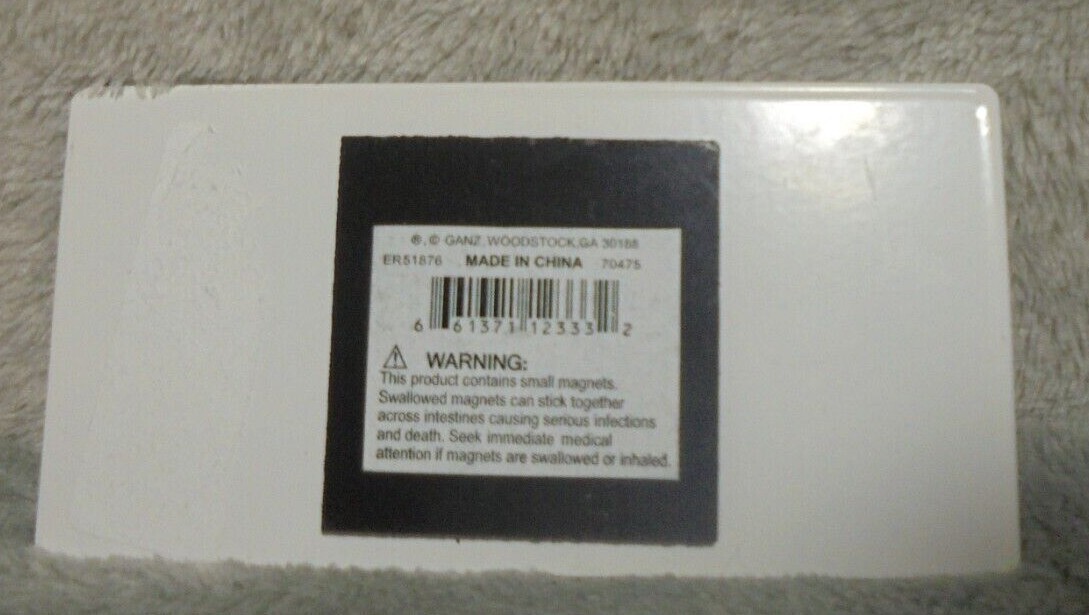 ®, © GANZ, WOODSTOCK, GA 30188
ER51876 MADE IN CHINA 70475
6 61371 12333 2
⚠ WARNING:
This product contains small magnets.
Swallowed magnets can stick together
across intestines causing serious infections
and death. Seek immediate medical
attention if magnets are swallowed or inhaled.